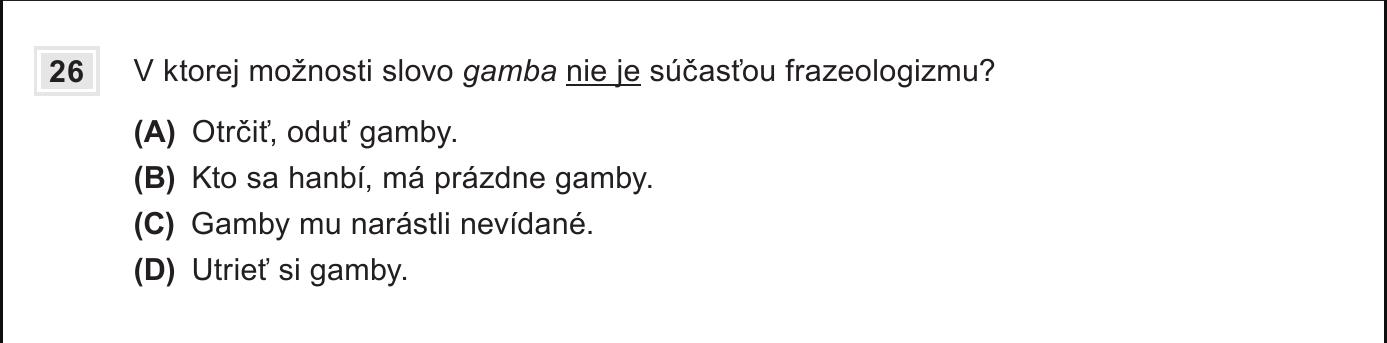 26 V ktorej možnosti slovo gamba nie je súčasťou frazeologizmu?
(A) Otrčiť, oduť gamby.
(B) Kto sa hanbí, má prázdne gamby.
(C) Gamby mu narástli nevídané.
(D) Utrieť si gamby.